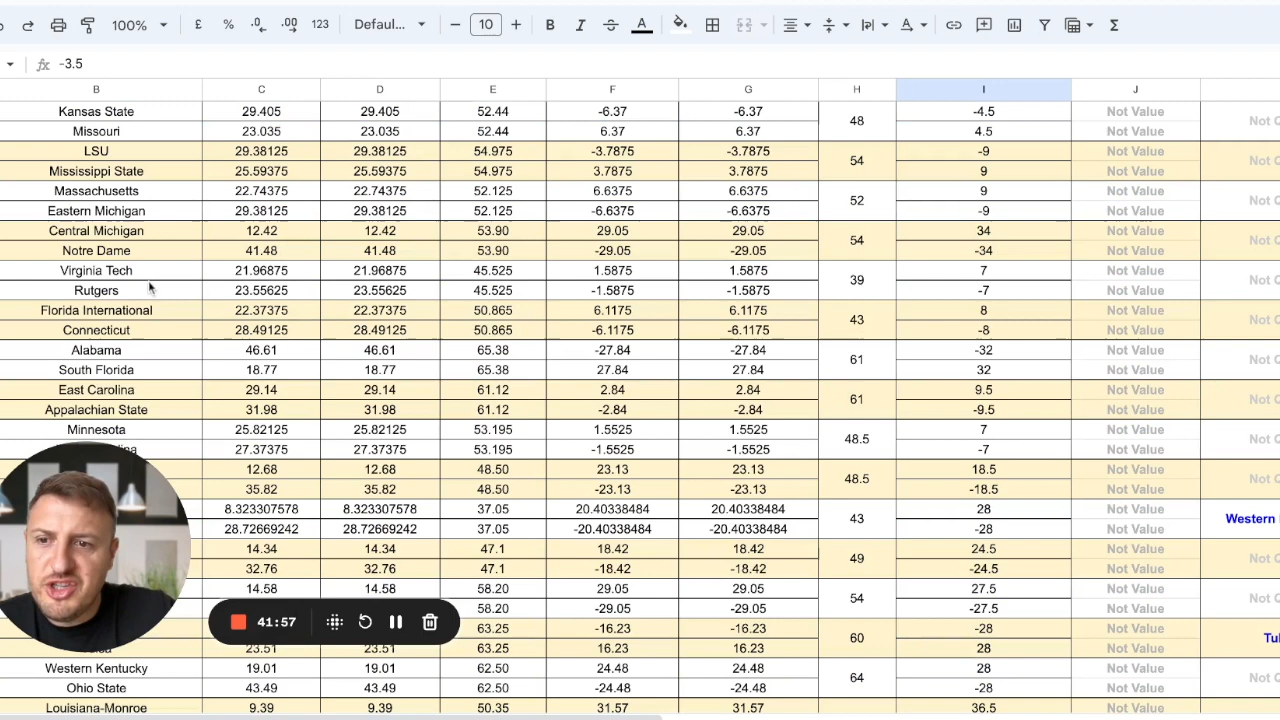 100% £ % .0 .00 123 Defaul... − 10 + B I A Σ
fx -3.5
B C D E F G H I J
Kansas State 29.405 29.405 52.44 -6.37 -6.37 48 -4.5 Not Value Not
Missouri 23.035 23.035 52.44 6.37 6.37 4.5 Not Value
LSU 29.38125 29.38125 54.975 -3.7875 -3.7875 54 -9 Not Value Not
Mississippi State 25.59375 25.59375 54.975 3.7875 3.7875 9 Not Value
Massachusetts 22.74375 22.74375 52.125 6.6375 6.6375 52 9 Not Value Not
Eastern Michigan 29.38125 29.38125 52.125 -6.6375 -6.6375 -9 Not Value
Central Michigan 12.42 12.42 53.90 29.05 29.05 54 34 Not Value Not
Notre Dame 41.48 41.48 53.90 -29.05 -29.05 -34 Not Value
Virginia Tech 21.96875 21.96875 45.525 1.5875 1.5875 39 7 Not Value Not
Rutgers 23.55625 23.55625 45.525 -1.5875 -1.5875 -7 Not Value
Florida International 22.37375 22.37375 50.865 6.1175 6.1175 43 8 Not Value Not
Connecticut 28.49125 28.49125 50.865 -6.1175 -6.1175 -8 Not Value
Alabama 46.61 46.61 65.38 -27.84 -27.84 61 -32 Not Value Not
South Florida 18.77 18.77 65.38 27.84 27.84 32 Not Value
East Carolina 29.14 29.14 61.12 2.84 2.84 61 9.5 Not Value Not
Appalachian State 31.98 31.98 61.12 -2.84 -2.84 -9.5 Not Value
Minnesota 25.82125 25.82125 53.195 1.5525 1.5525 48.5 7 Not Value Not
27.37375 27.37375 53.195 -1.5525 -1.5525 -7 Not Value
12.68 12.68 48.50 23.13 23.13 48.5 18.5 Not Value Not
35.82 35.82 48.50 -23.13 -23.13 -18.5 Not Value
8.323307578 8.323307578 37.05 20.40338484 20.40338484 43 28 Not Value Western
28.72669242 28.72669242 37.05 -20.40338484 -20.40338484 -28 Not Value
14.34 14.34 47.1 18.42 18.42 49 24.5 Not Value Not
32.76 32.76 47.1 -18.42 -18.42 -24.5 Not Value
14.58 14.58 58.20 29.05 29.05 54 27.5 Not Value Not
41:57 58.20 -29.05 -29.05 -27.5 Not Value
63.25 -16.23 -16.23 60 -28 Not Value Tul
23.51 23.51 63.25 16.23 16.23 28 Not Value
Western Kentucky 19.01 19.01 62.50 24.48 24.48 64 28 Not Value Not
Ohio State 43.49 43.49 62.50 -24.48 -24.48 -28 Not Value
Louisiana-Monroe 9.39 9.39 50.35 31.57 31.57 36.5 Not Value